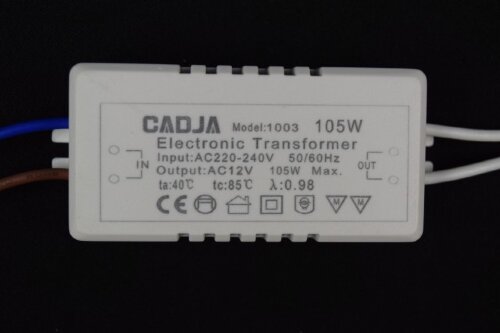 CADJA Model:1003 105W
Electronic Transformer
Input:AC220-240V 50/60Hz
IN Output:AC12V 105W Max. OUT
ta:40℃ tc:85℃ λ:0.98
CE M M